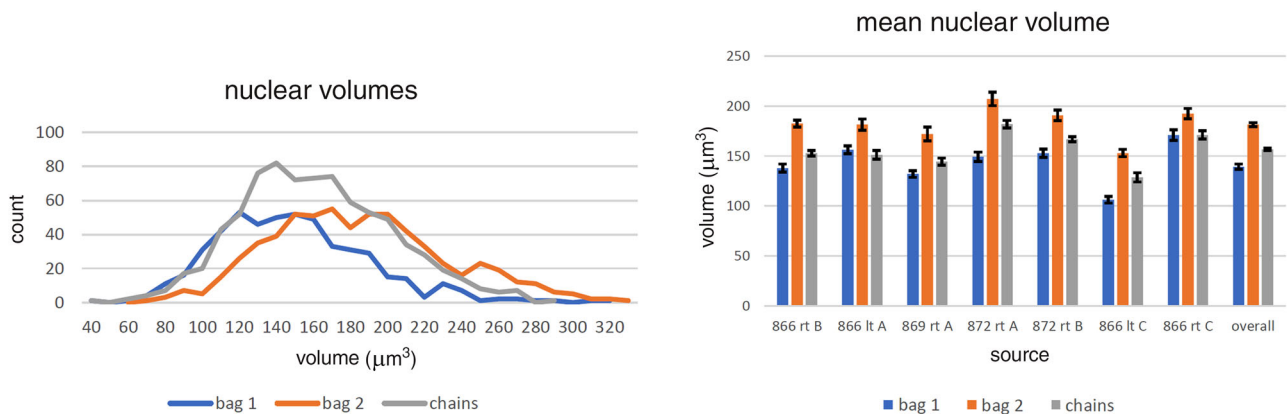 nuclear volumes
count
100
80
60
40
20
0
40 60 80 100 120 140 160 180 200 220 240 260 280 300 320
volume (μm³)
bag 1 bag 2 chains
mean nuclear volume
volume (μm³)
250
200
150
100
50
0
866 rt B 866 lt A 869 rt A 872 rt A 872 rt B 866 lt C 866 rt C overall
source
bag 1 bag 2 chains